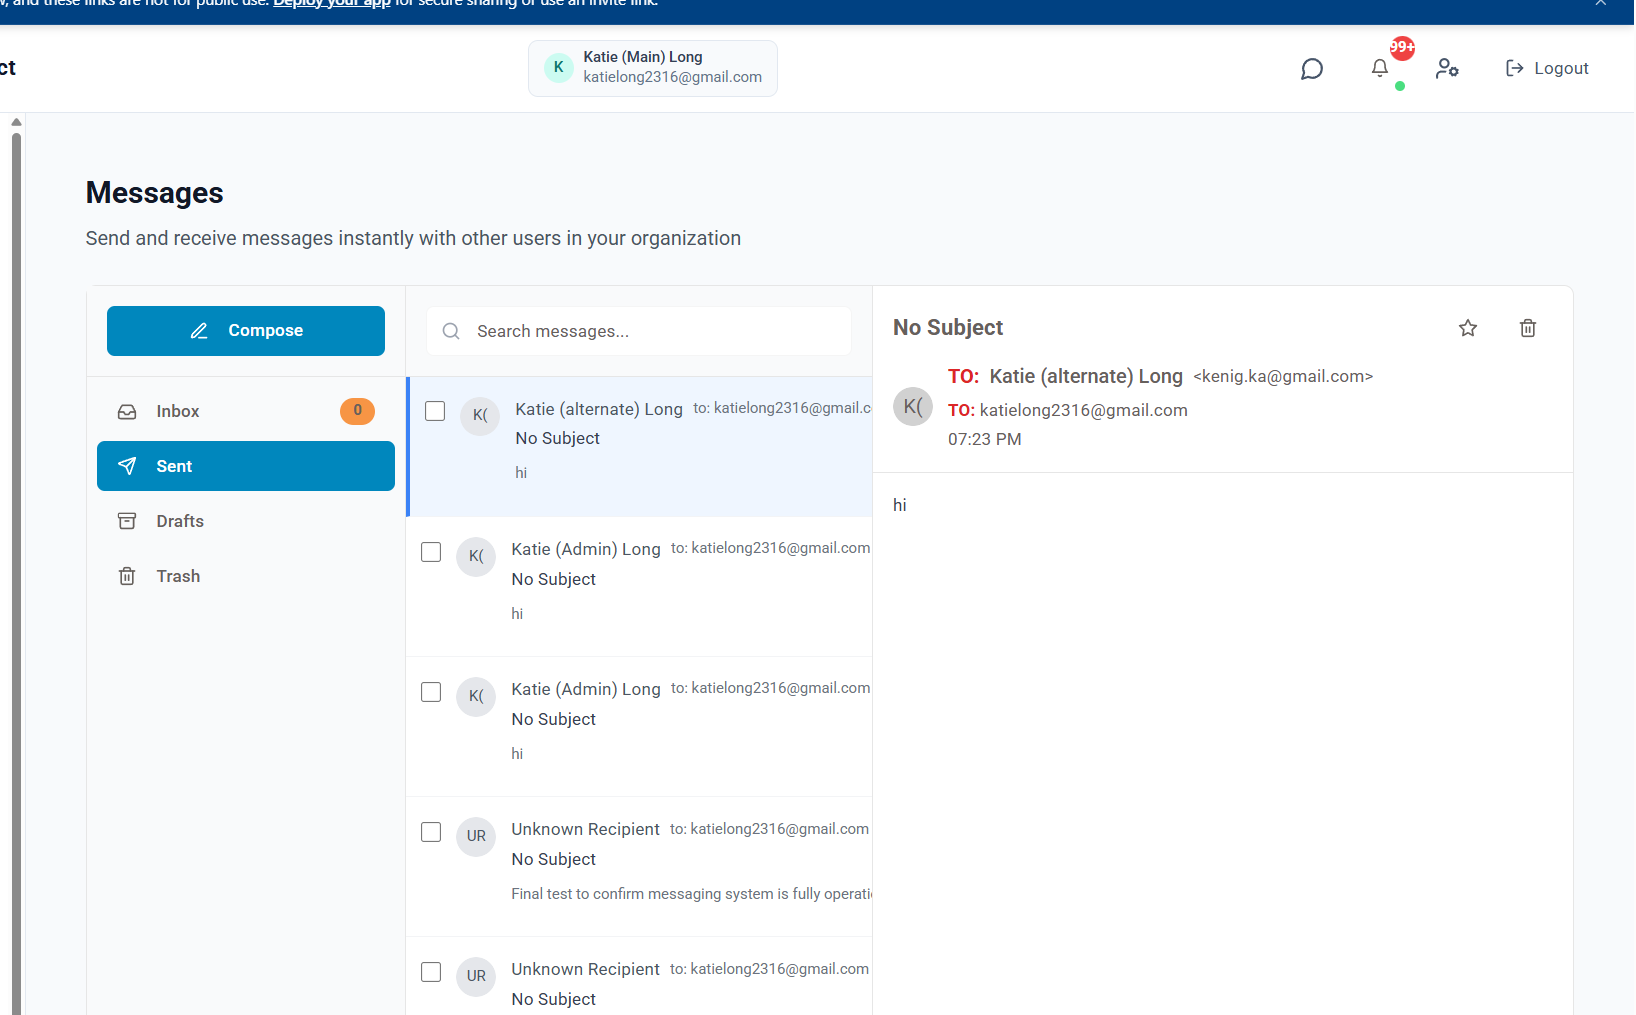 and these links are not for public use. Deploy your app for secure sharing or use an invite link.
ct
K
Katie (Main) Long
katielong2316@gmail.com
99+
Logout
Messages
Send and receive messages instantly with other users in your organization
Compose
Inbox
0
Sent
Drafts
Trash
Search messages...
K(
Katie (alternate) Long to: katielong2316@gmail.c
No Subject
hi
K(
Katie (Admin) Long to: katielong2316@gmail.com
No Subject
hi
K(
Katie (Admin) Long to: katielong2316@gmail.com
No Subject
hi
UR
Unknown Recipient to: katielong2316@gmail.com
No Subject
Final test to confirm messaging system is fully operati
UR
Unknown Recipient to: katielong2316@gmail.com
No Subject
No Subject
K(
TO: Katie (alternate) Long <kenig.ka@gmail.com>
TO: katielong2316@gmail.com
07:23 PM
hi